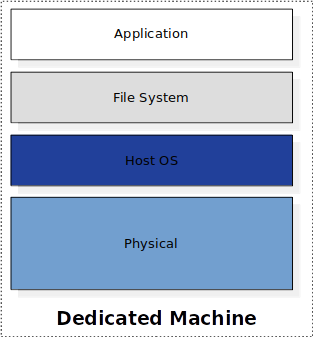 Application
File System
Host OS
Physical
Dedicated Machine